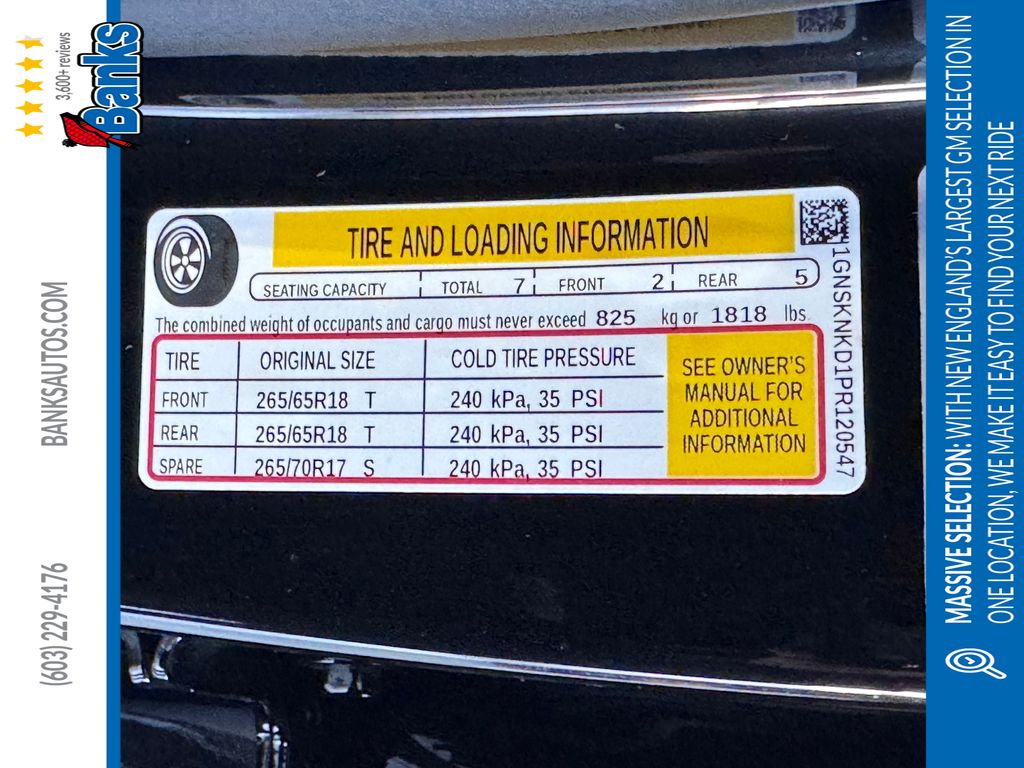 3,600+ reviews
Banks
BANKSAUTOS.COM
(603) 229-4176
TIRE AND LOADING INFORMATION
SEATING CAPACITY TOTAL 7 FRONT 2 REAR 5
The combined weight of occupants and cargo must never exceed 825 kg or 1818 lbs.
TIRE ORIGINAL SIZE COLD TIRE PRESSURE
FRONT 265/65R18 T 240 kPa, 35 PSI
REAR 265/65R18 T 240 kPa, 35 PSI
SPARE 265/70R17 S 240 kPa, 35 PSI
SEE OWNER'S
MANUAL FOR
ADDITIONAL
INFORMATION
1GNSKNKD1PR120547
MASSIVE SELECTION: WITH NEW ENGLAND'S LARGEST GM SELECTION IN
ONE LOCATION, WE MAKE IT EASY TO FIND YOUR NEXT RIDE